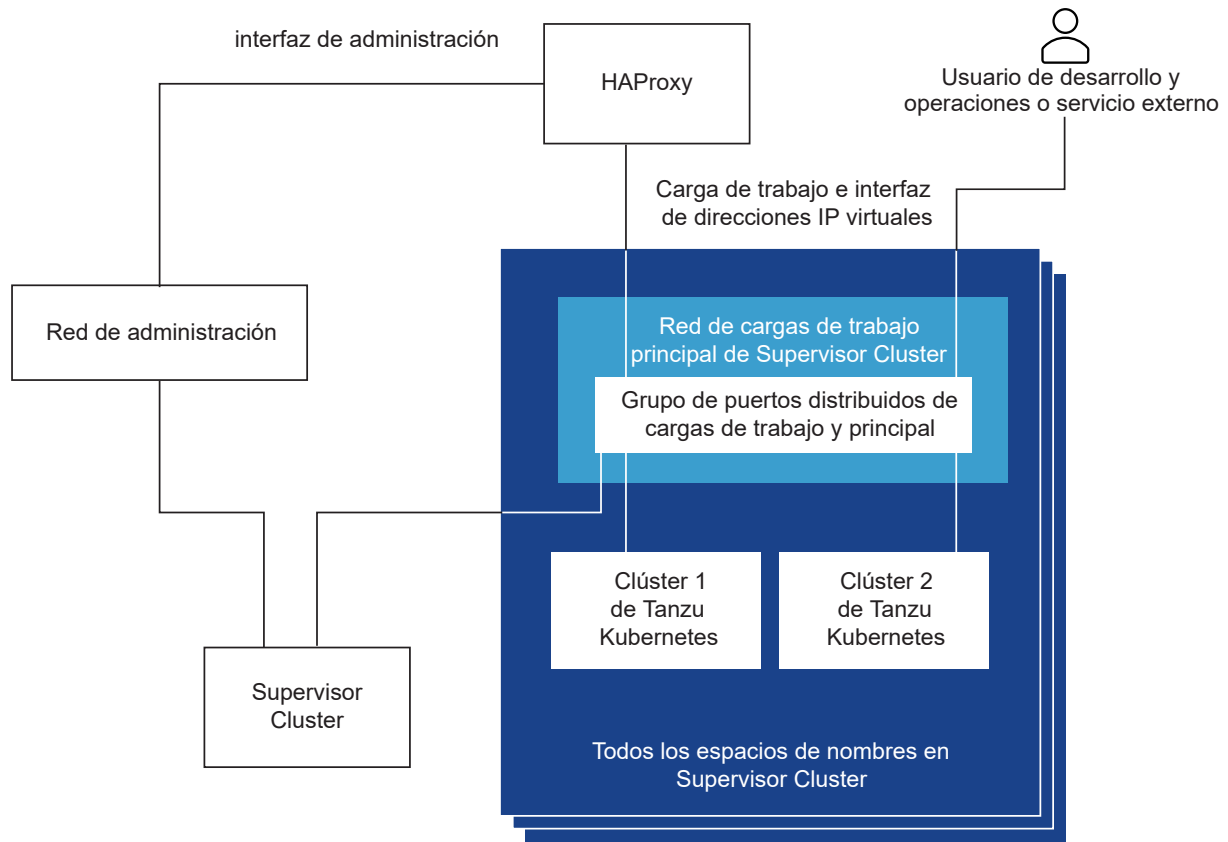 interfaz de administración
HAProxy
Usuario de desarrollo y
operaciones o servicio externo
Carga de trabajo e interfaz
de direcciones IP virtuales
Red de administración
Red de cargas de trabajo
principal de Supervisor Cluster
Grupo de puertos distribuidos de
cargas de trabajo y principal
Clúster 1
de Tanzu
Kubernetes
Clúster 2
de Tanzu
Kubernetes
Supervisor
Cluster
Todos los espacios de nombres en
Supervisor Cluster